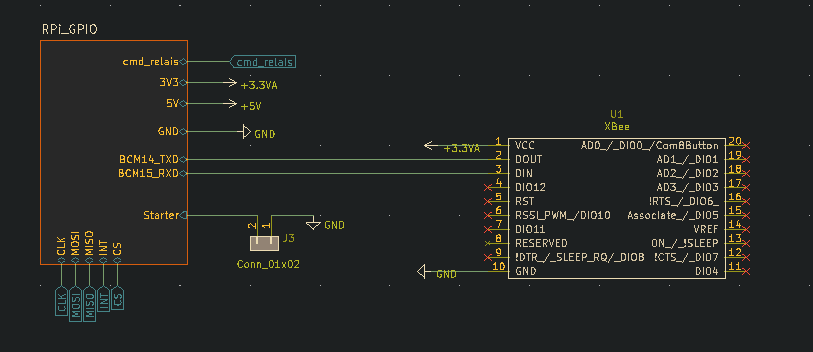 RPi_GPIO
cmd_relais
cmd_relais
3V3
+3.3VA
5V
+5V
GND
GND
BCM14_TXD
BCM15_RXD
Starter
2
1
GND
J3
Conn_01x02
CLK
MOSI
MISO
INT
CS
CLK
MOSI
MISO
INT
CS
U1
XBee
+3.3VA
1 VCC AD0_/_DIO0_/Com8Button 20
2 DOUT AD1_/_DIO1 19
3 DIN AD2_/_DIO2 18
4 DIO12 AD3_/_DIO3 17
5 RST !RTS_/_DIO6_ 16
6 RSSI_PWM_/DIO10 Associate_/_DIO5 15
7 DIO11 VREF 14
8 RESERVED ON_/_!SLEEP 13
9 !DTR_/_SLEEP_RQ/_DIO8 !CTS_/_DIO7 12
GND 10 GND DIO4 11